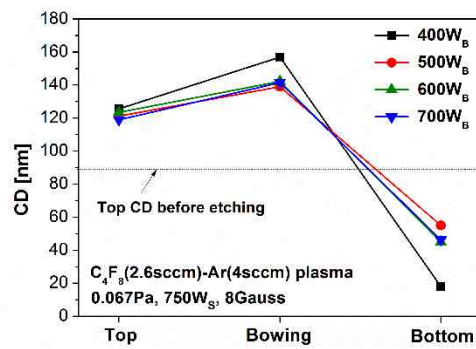 180
160
140
120
100
80
60
40
20
0
CD [nm]
400W_B
500W_B
600W_B
700W_B
Top CD before etching
C₄F₈(2.6sccm)-Ar(4sccm) plasma
0.067Pa, 750W_S, 8Gauss
Top Bowing Bottom